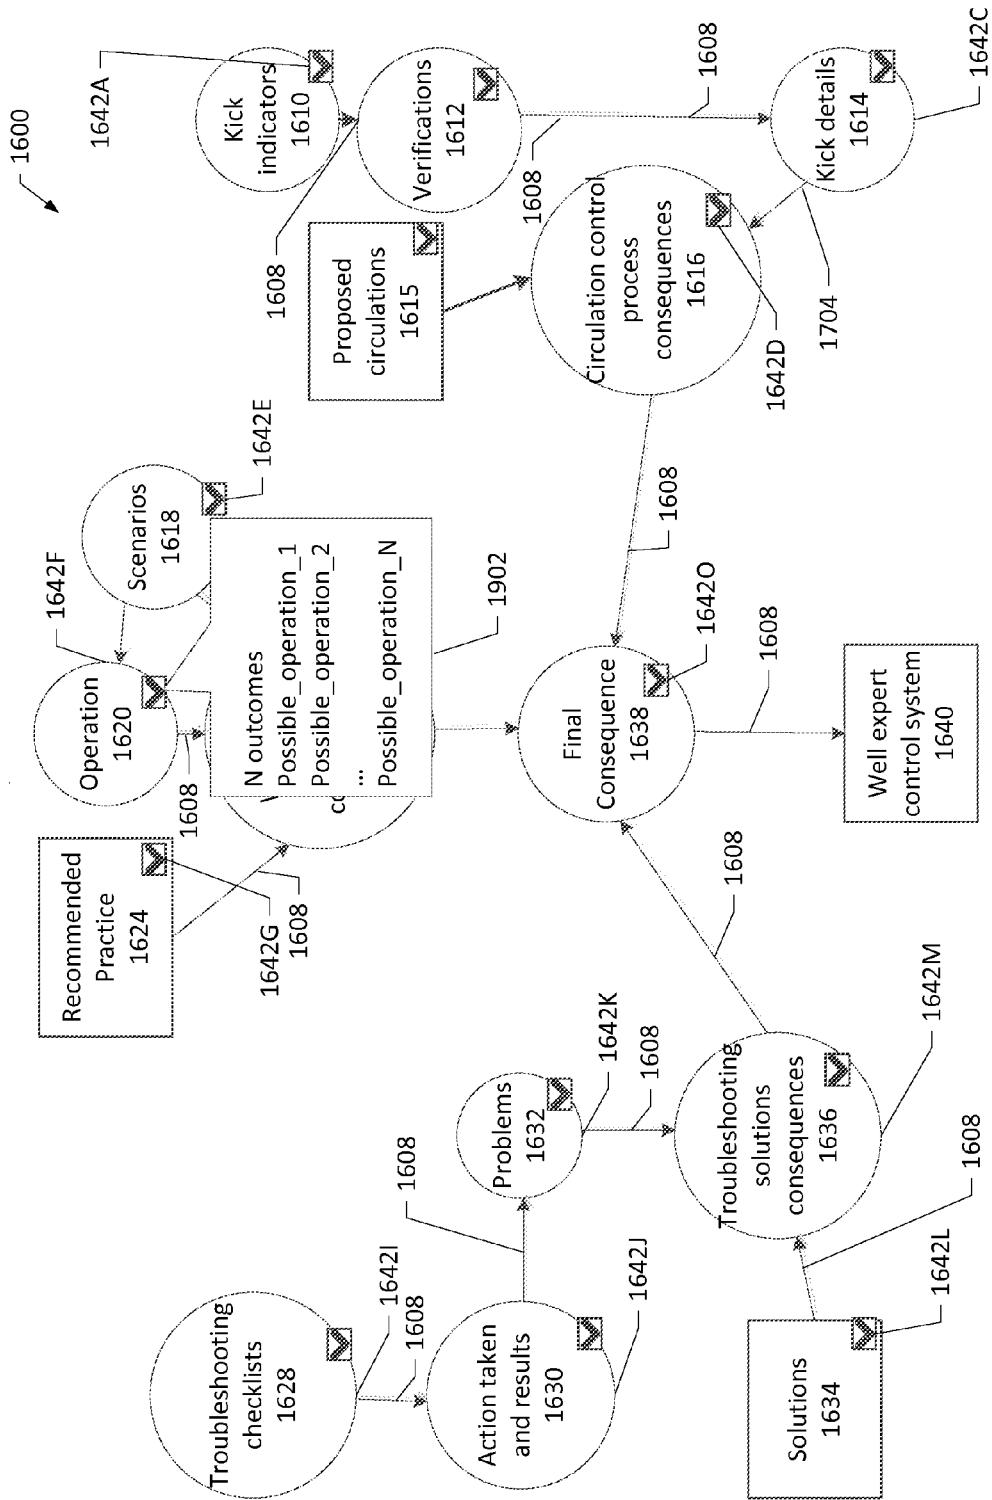 1600
1642A
Kick
indicators
1610
1608
Verifications
1612
1608
1608
Kick details
1614
1642C
1704
Proposed
circulations
1615
Circulation control
process
consequences
1616
1642D
1608
Scenarios
1618
1642E
1642F
Operation
1620
1608
N outcomes
Possible_operation_1
Possible_operation_2
...
Possible_operation_N
1902
Recommended
Practice
1624
1642G
1608
Final
Consequence
1638
1642O
1608
Well expert
control system
1640
1608
Troubleshooting
checklists
1628
1642I
1608
Action taken
and results
1630
1642J
1608
Problems
1632
1642K
1608
Troubleshooting
solutions
consequences
1636
1642M
1608
Solutions
1634
1642L